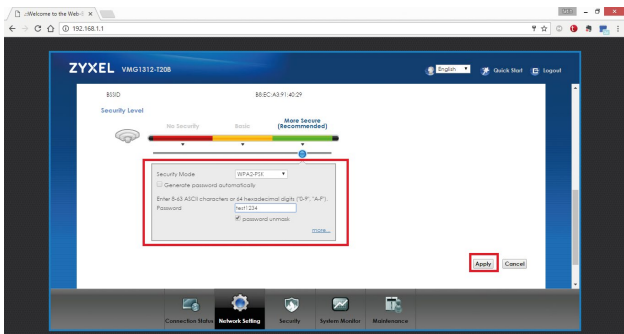 :::Welcome to the Web-
192.168.1.1
ZYXEL VMG1312-T20B
English
Quick Start
Logout
BSSID
B8:EC:A3:91:40:29
Security Level
No Security
Basic
More Secure
(Recommended)
Security Mode
WPA2-PSK
Generate password automatically
Enter 8-63 ASCII characters or 64 hexadecimal digits ("0-9", "A-F").
Password
test1234
password unmask
more...
Apply
Cancel
Connection Status
Network Setting
Security
System Monitor
Maintenance